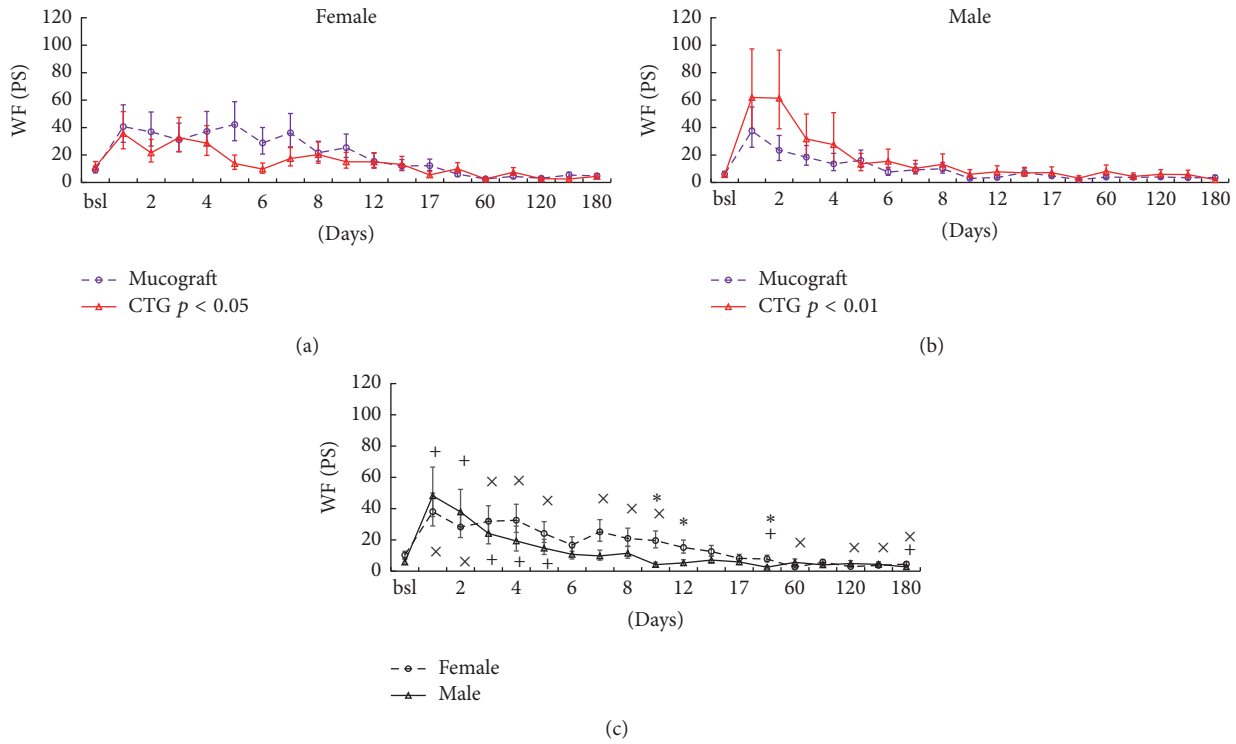 Female
120
100
80
60
40
20
0
WF (PS)
bsl 2 4 6 8 12 17 60 120 180
(Days)
Mucograft
CTG p < 0.05
(a)
Male
120
100
80
60
40
20
0
WF (PS)
bsl 2 4 6 8 12 17 60 120 180
(Days)
Mucograft
CTG p < 0.01
(b)
120
100
80
60
40
20
0
WF (PS)
+ + × × × × × * × * * + × × × × +
× × + + +
bsl 2 4 6 8 12 17 60 120 180
(Days)
Female
Male
(c)